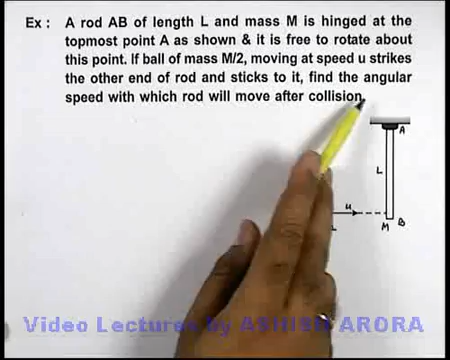 Ex : A rod AB of length L and mass M is hinged at the
topmost point A as shown & it is free to rotate about
this point. If ball of mass M/2, moving at speed u strikes
the other end of rod and sticks to it, find the angular
speed with which rod will move after collision.
A
L
u
M B
Video Lectures by ASHISH ARORA